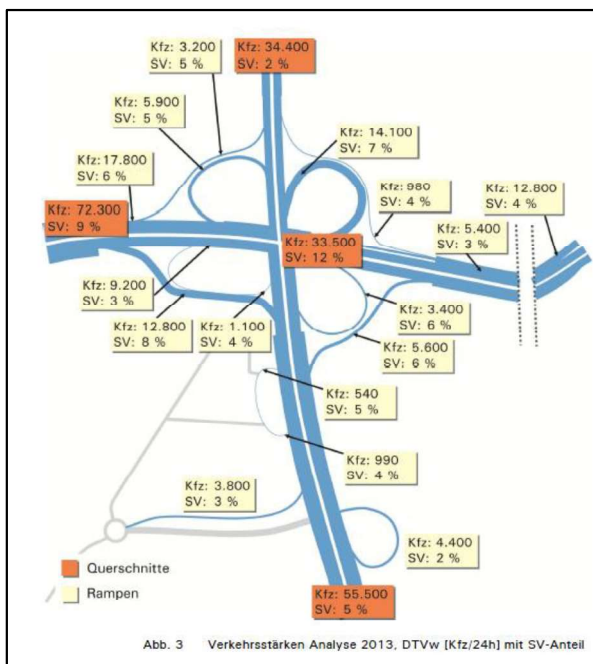 Kfz: 3.200
SV: 5 %
Kfz: 34.400
SV: 2 %
Kfz: 5.900
SV: 5 %
Kfz: 14.100
SV: 7 %
Kfz: 17.800
SV: 6 %
Kfz: 980
SV: 4 %
Kfz: 12.800
SV: 4 %
Kfz: 72.300
SV: 9 %
Kfz: 5.400
SV: 3 %
Kfz: 33.500
SV: 12 %
Kfz: 9.200
SV: 3 %
Kfz: 12.800
SV: 8 %
Kfz: 1.100
SV: 4 %
Kfz: 3.400
SV: 6 %
Kfz: 5.600
SV: 6 %
Kfz: 540
SV: 5 %
Kfz: 990
SV: 4 %
Kfz: 3.800
SV: 3 %
Kfz: 4.400
SV: 2 %
Querschnitte
Rampen
Kfz: 55.500
SV: 5 %
Abb. 3 Verkehrsstärken Analyse 2013, DTVw [Kfz/24h] mit SV-Anteil